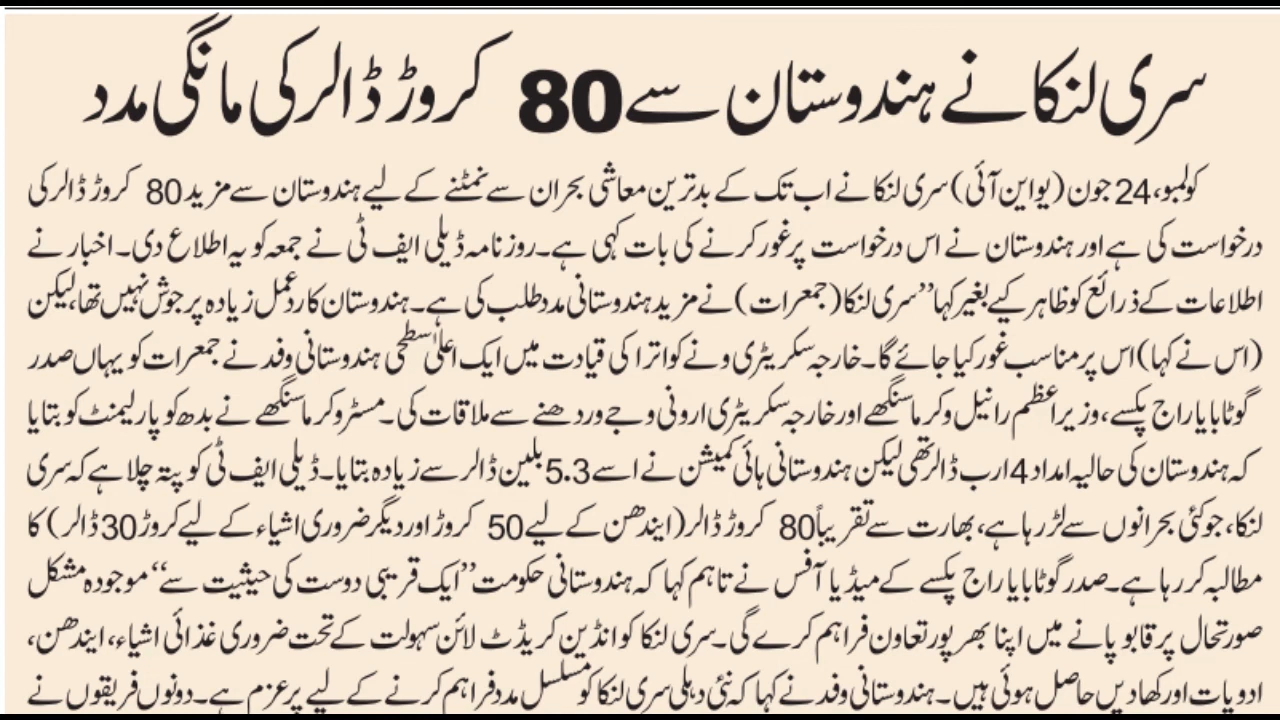 سری لنکا نے ہندوستان سے 80 کروڑ ڈالر کی مانگی مدد
کولمبو، 24 جون (یو این آئی) سری لنکا نے اب تک کے بدترین معاشی بحران سے نمٹنے کے لیے ہندوستان سے مزید 80 کروڑ ڈالر کی
درخواست کی ہے اور ہندوستان نے اس درخواست پر غور کرنے کی بات کہی ہے۔ روزنامہ ڈیلی ایف ٹی نے جمعہ کو یہ اطلاع دی۔ اخبار نے
اطلاعات کے ذرائع کو ظاہر کیے بغیر کہا ”سری لنکا (جمعرات) نے مزید ہندوستانی مدد طلب کی ہے۔ ہندوستان کا ردعمل زیادہ پر جوش نہیں تھا، لیکن
(اس نے کہا) اس پر مناسب غور کیا جائے گا۔ خارجہ سکریٹری ونے کواترا کی قیادت میں ایک اعلیٰ سطحی ہندوستانی وفد نے جمعرات کو یہاں صدر
گوٹابایا راج پکسے، وزیر اعظم رانیل وکرما سنگھے اور خارجہ سکریٹری ارونی وجے وردھنے سے ملاقات کی۔ مسٹر وکرما سنگھے نے بدھ کو پارلیمنٹ کو بتایا
کہ ہندوستان کی حالیہ امداد 4 ارب ڈالر تھی لیکن ہندوستانی ہائی کمیشن نے اسے 5.3 بلین ڈالر سے زیادہ بتایا۔ ڈیلی ایف ٹی کو پتہ چلا ہے کہ سری
لنکا، جو کئی بحرانوں سے لڑ رہا ہے، بھارت سے تقریباً 80 کروڑ ڈالر (ایندھن کے لیے 50 کروڑ اور دیگر ضروری اشیاء کے لیے کروڑ 30 ڈالر) کا
مطالبہ کر رہا ہے۔ صدر گوٹابایا راج پکسے کے میڈیا آفس نے تاہم کہا کہ ہندوستانی حکومت ”ایک قریبی دوست کی حیثیت سے“ موجودہ مشکل
صورتحال پر قابو پانے میں اپنا بھر پور تعاون فراہم کرے گی۔ سری لنکا کو انڈین کریڈٹ لائن سہولت کے تحت ضروری غذائی اشیاء، ایندھن،
ادویات اور کھادیں حاصل ہوئی ہیں۔ ہندوستانی وفد نے کہا کہ نئی دہلی سری لنکا کو مسلسل مدد فراہم کرنے کے لیے پر عزم ہے۔ دونوں فریقوں نے